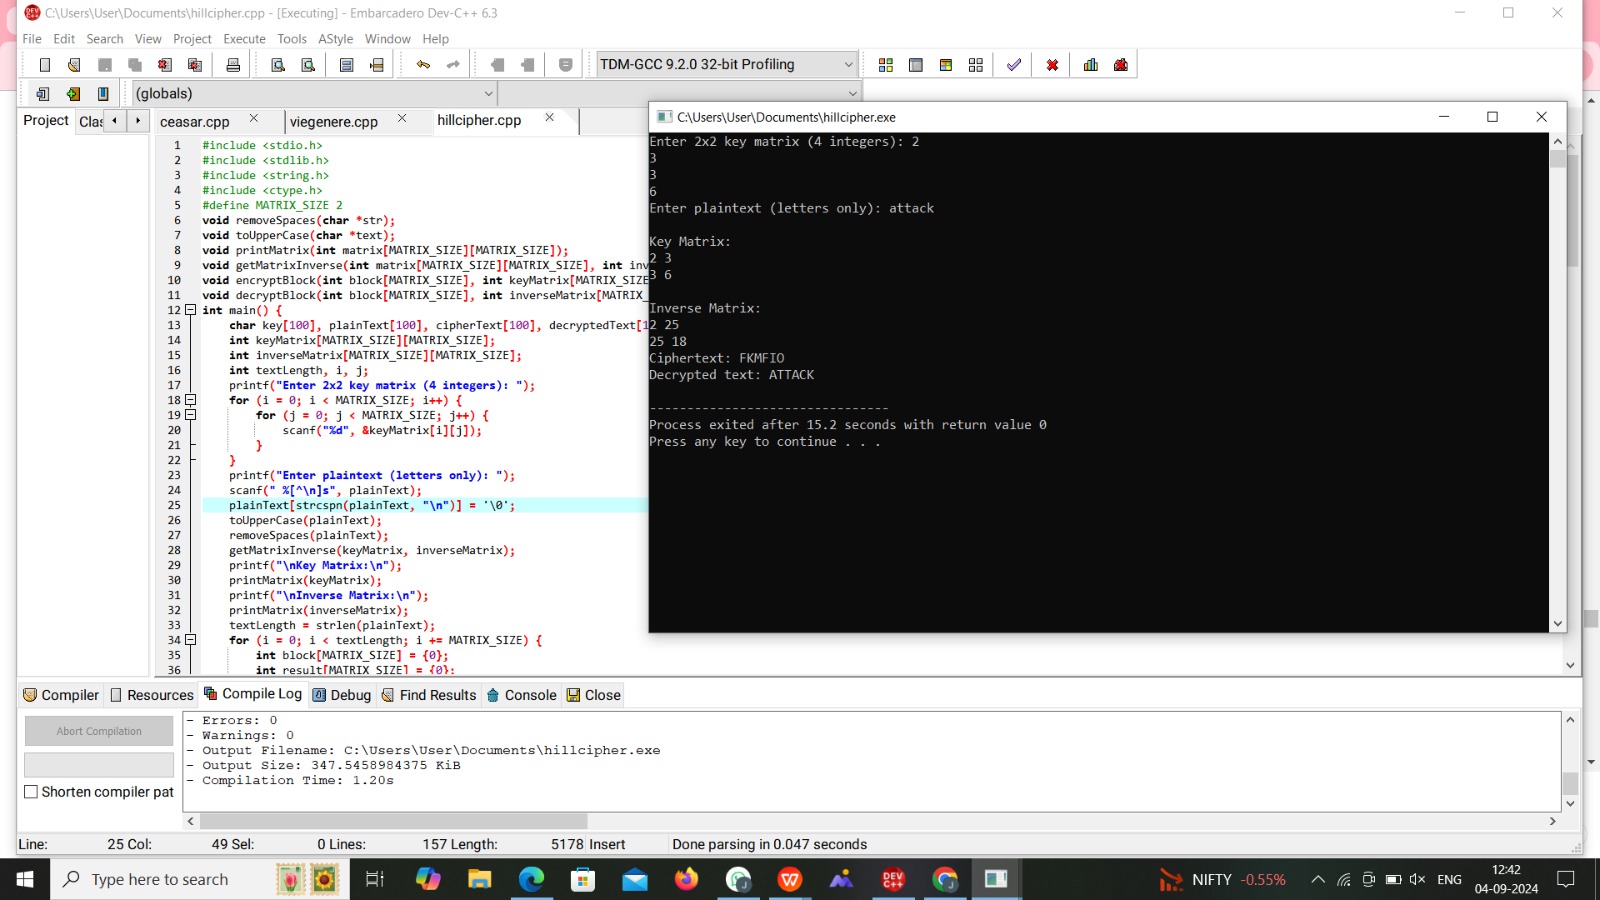 C:\Users\User\Documents\hillcipher.cpp - [Executing] - Embarcadero Dev-C++ 6.3
File Edit Search View Project Execute Tools AStyle Window Help
TDM-GCC 9.2.0 32-bit Profiling
(globals)
Project Clas ceasar.cpp viegenere.cpp hillcipher.cpp
1 #include <stdio.h>
2 #include <stdlib.h>
3 #include <string.h>
4 #include <ctype.h>
5 #define MATRIX_SIZE 2
6 void removeSpaces(char *str);
7 void toUpperCase(char *text);
8 void printMatrix(int matrix[MATRIX_SIZE][MATRIX_SIZE]);
9 void getMatrixInverse(int matrix[MATRIX_SIZE][MATRIX_SIZE], int inv
10 void encryptBlock(int block[MATRIX_SIZE], int keyMatrix[MATRIX_SIZE
11 void decryptBlock(int block[MATRIX_SIZE], int inverseMatrix[MATRIX_
12 int main() {
13 char key[100], plainText[100], cipherText[100], decryptedText[1
14 int keyMatrix[MATRIX_SIZE][MATRIX_SIZE];
15 int inverseMatrix[MATRIX_SIZE][MATRIX_SIZE];
16 int textLength, i, j;
17 printf("Enter 2x2 key matrix (4 integers): ");
18 for (i = 0; i < MATRIX_SIZE; i++) {
19 for (j = 0; j < MATRIX_SIZE; j++) {
20 scanf("%d", &keyMatrix[i][j]);
21 }
22 }
23 printf("Enter plaintext (letters only): ");
24 scanf(" %[^\n]s", plainText);
25 plainText[strcspn(plainText, "\n")] = '\0';
26 toUpperCase(plainText);
27 removeSpaces(plainText);
28 getMatrixInverse(keyMatrix, inverseMatrix);
29 printf("\nKey Matrix:\n");
30 printMatrix(keyMatrix);
31 printf("\nInverse Matrix:\n");
32 printMatrix(inverseMatrix);
33 textLength = strlen(plainText);
34 for (i = 0; i < textLength; i += MATRIX_SIZE) {
35 int block[MATRIX_SIZE] = {0};
36 int result[MATRIX_SIZE] = {0};
C:\Users\User\Documents\hillcipher.exe
Enter 2x2 key matrix (4 integers): 2
3
3
6
Enter plaintext (letters only): attack
Key Matrix:
2 3
3 6
Inverse Matrix:
2 25
25 18
Ciphertext: FKMFIO
Decrypted text: ATTACK
--------------------------------
Process exited after 15.2 seconds with return value 0
Press any key to continue . . .
Compiler Resources Compile Log Debug Find Results Console Close
Abort Compilation
Shorten compiler pat
- Errors: 0
- Warnings: 0
- Output Filename: C:\Users\User\Documents\hillcipher.exe
- Output Size: 347.5458984375 KiB
- Compilation Time: 1.20s
Line: 25 Col: 49 Sel: 0 Lines: 157 Length: 5178 Insert Done parsing in 0.047 seconds
Type here to search
NIFTY -0.55%
ENG
12:42
04-09-2024